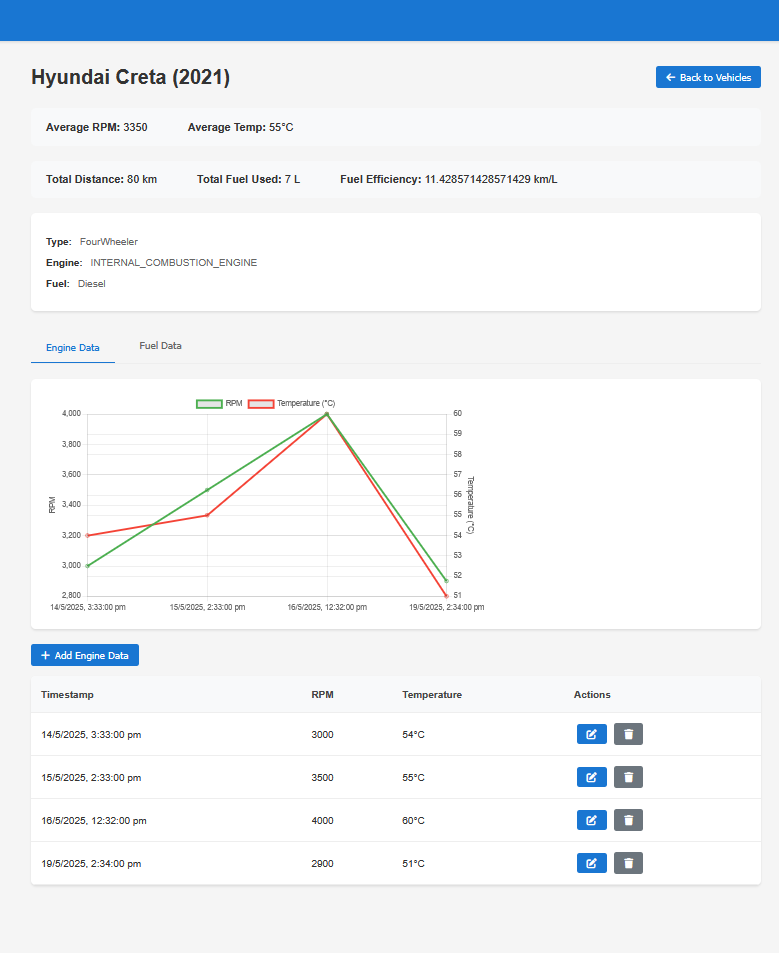 Hyundai Creta (2021)
Back to Vehicles
Average RPM: 3350 Average Temp: 55°C
Total Distance: 80 km Total Fuel Used: 7 L Fuel Efficiency: 11.428571428571429 km/L
Type: FourWheeler
Engine: INTERNAL_COMBUSTION_ENGINE
Fuel: Diesel
Engine Data Fuel Data
RPM Temperature (°C)
4,000 60
59
3,800 58
3,600 57
56
3,400 55
3,200 54
53
3,000 52
2,800 51
RPM
Temperature (°C)
14/5/2025, 3:33:00 pm 15/5/2025, 2:33:00 pm 16/5/2025, 12:32:00 pm 19/5/2025, 2:34:00 pm
+ Add Engine Data
Timestamp RPM Temperature Actions
14/5/2025, 3:33:00 pm 3000 54°C
15/5/2025, 2:33:00 pm 3500 55°C
16/5/2025, 12:32:00 pm 4000 60°C
19/5/2025, 2:34:00 pm 2900 51°C